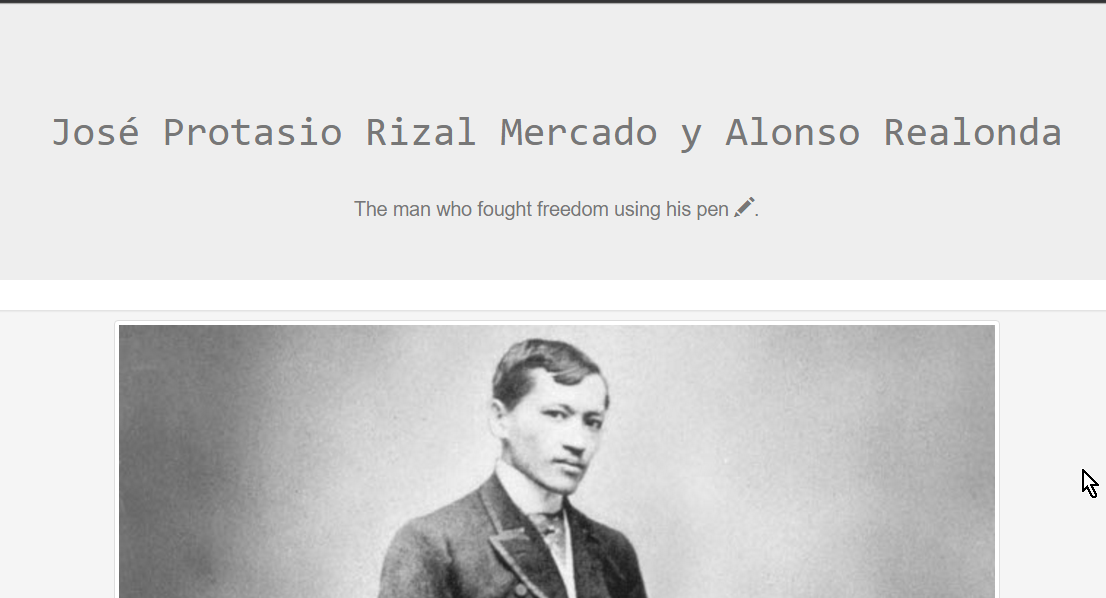 José Protasio Rizal Mercado y Alonso Realonda
The man who fought freedom using his pen .